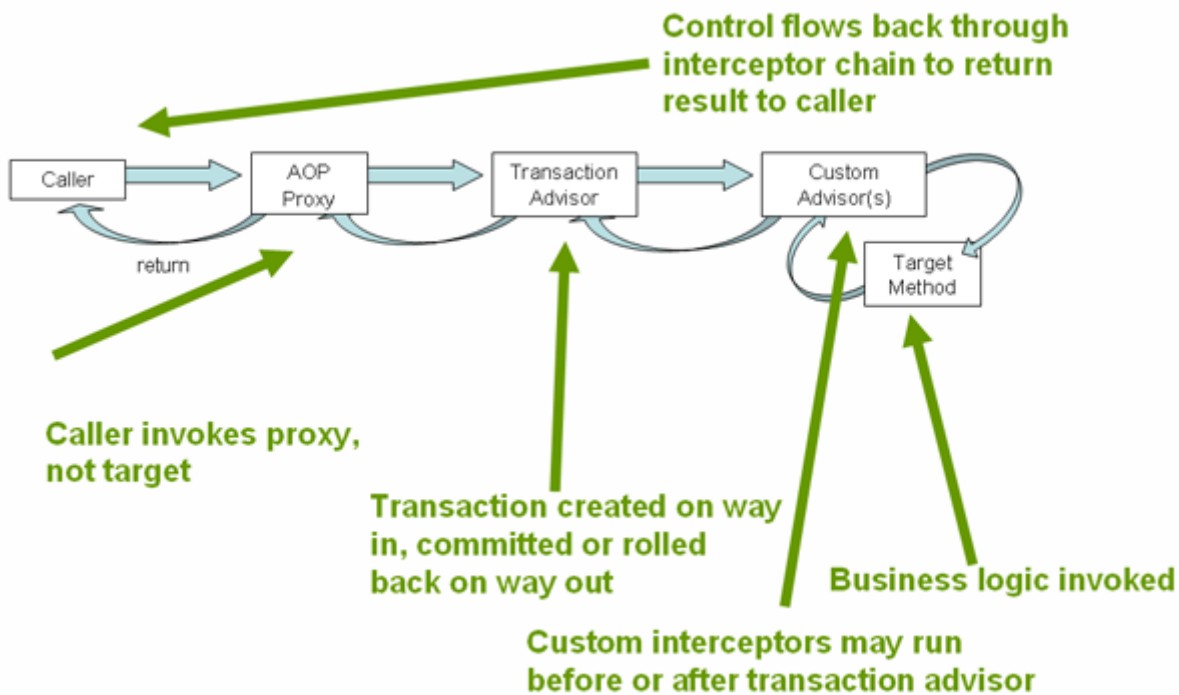 Control flows back through
interceptor chain to return
result to caller
Caller
AOP
Proxy
Transaction
Advisor
Custom
Advisor(s)
return
Target
Method
Caller invokes proxy,
not target
Transaction created on way
in, committed or rolled
back on way out
Business logic invoked
Custom interceptors may run
before or after transaction advisor